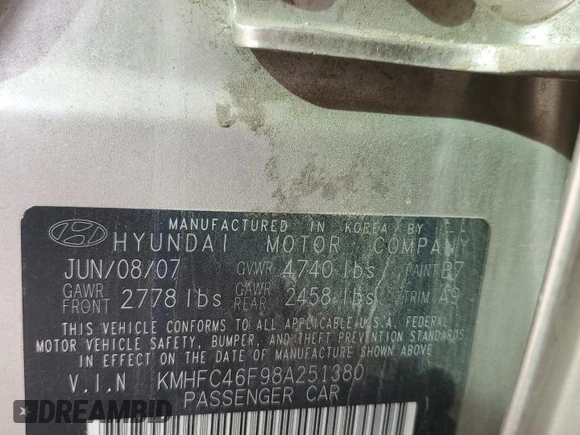 MANUFACTURED IN KOREA BY
HYUNDAI MOTOR COMPANY
JUN/08/07 GVWR 4740 lbs PAINT B7
GAWR FRONT 2778 lbs GAWR REAR 2458 lbs TRIM A9
THIS VEHICLE CONFORMS TO ALL APPLICABLE U.S.A. FEDERAL
MOTOR VEHICLE SAFETY, BUMPER, AND THEFT PREVENTION STANDARDS
IN EFFECT ON THE DATE OF MANUFACTURE SHOWN ABOVE.
V.I.N KMHFC46F98A251380
PASSENGER CAR
DREAMBID